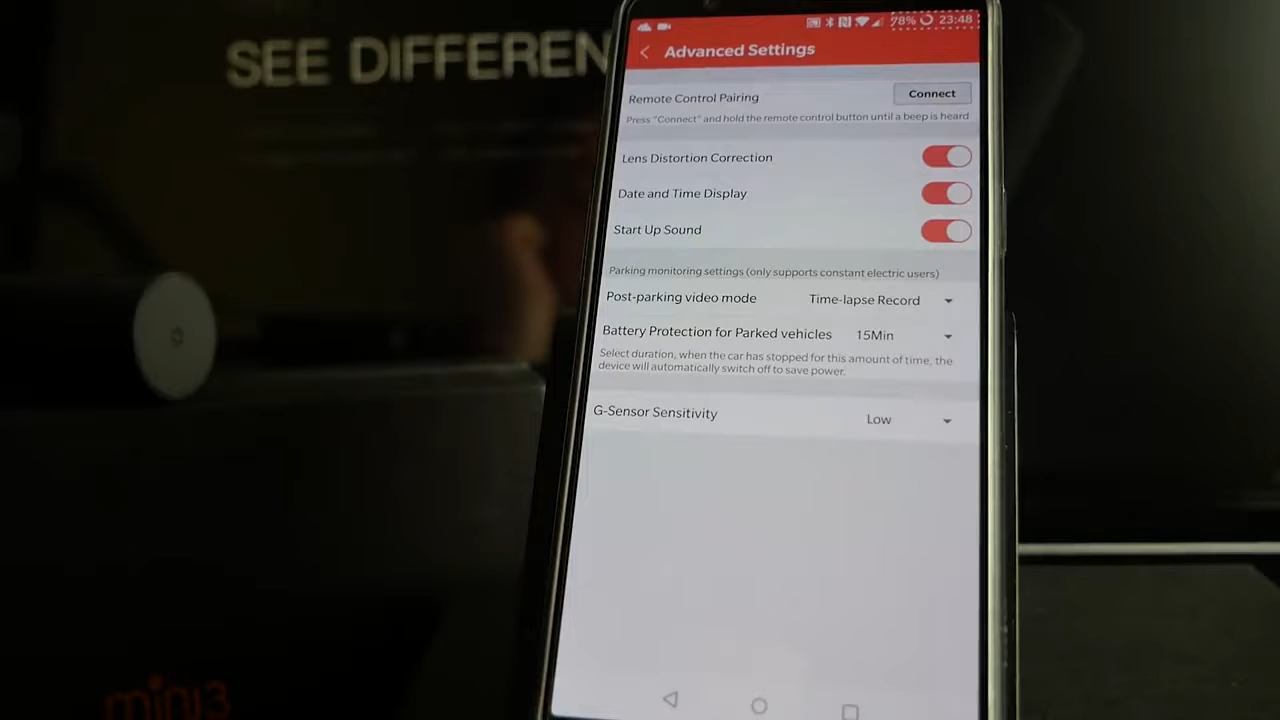 SEE DIFFEREN
78% 23:48
Advanced Settings
Remote Control Pairing Connect
Press "Connect" and hold the remote control button until a beep is heard
Lens Distortion Correction
Date and Time Display
Start Up Sound
Parking monitoring settings (only supports constant electric users)
Post-parking video mode Time-lapse Record
Battery Protection for Parked vehicles 15Min
Select duration, when the car has stopped for this amount of time, the
device will automatically switch off to save power.
G-Sensor Sensitivity Low
mini3